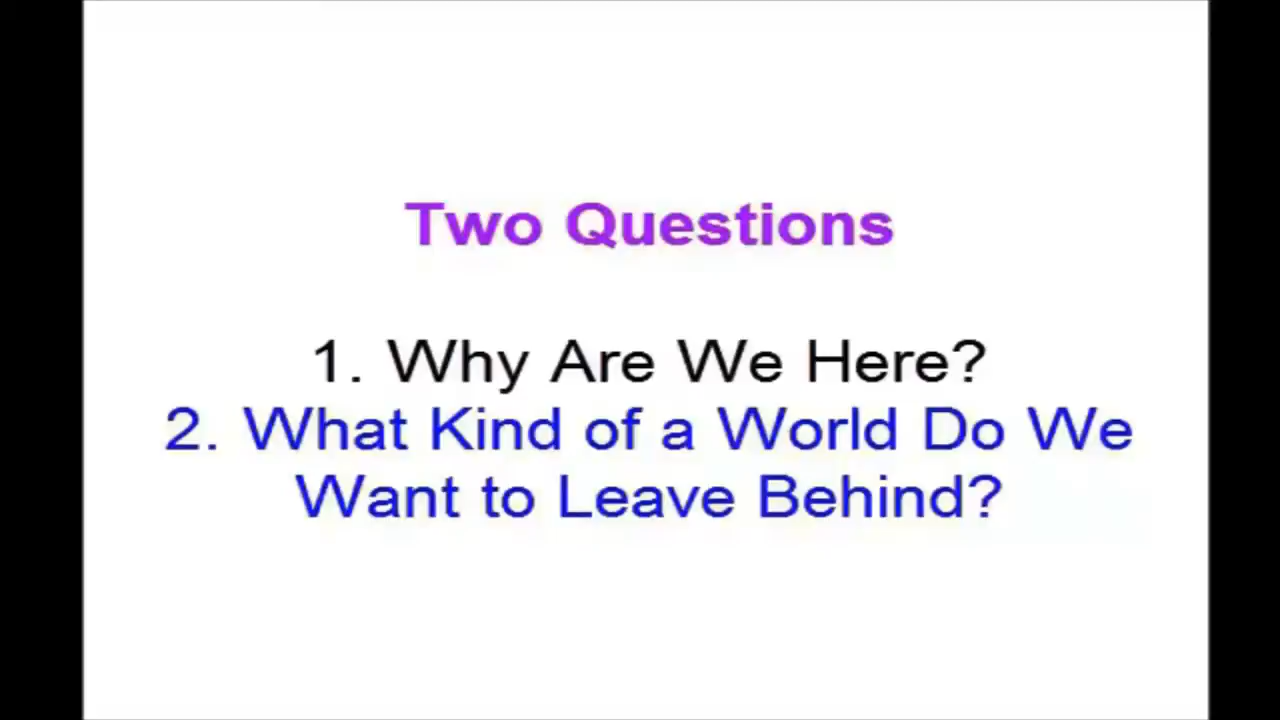 Two Questions
1. Why Are We Here?
2. What Kind of a World Do We
Want to Leave Behind?